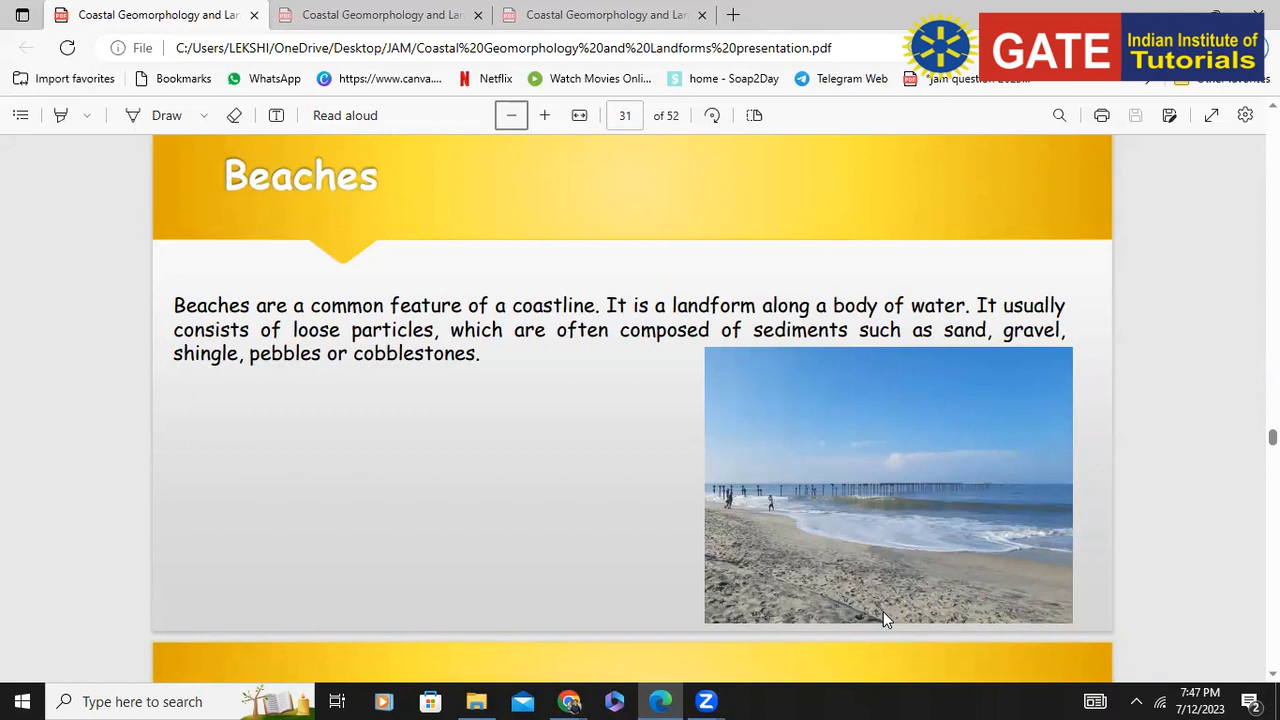 Coastal Geomorphology and Lan
Coastal Geomorphology and Lan
Coastal Geomorphology and Lan
File
C:/Users/LEKSHI/OneDrive/Desktop/JAM/Coastal%20Geomorphology%20and%20Landforms%20presentation.pdf
GATE
Indian Institute of
Tutorials
Import favorites
Bookmarks
WhatsApp
https://www.canva....
Netflix
Watch Movies Onli...
home - Soap2Day
Telegram Web
Draw
Read aloud
31
of 52
Beaches
Beaches are a common feature of a coastline. It is a landform along a body of water. It usually
consists of loose particles, which are often composed of sediments such as sand, gravel,
shingle, pebbles or cobblestones.
Type here to search
7:47 PM
7/12/2023
2